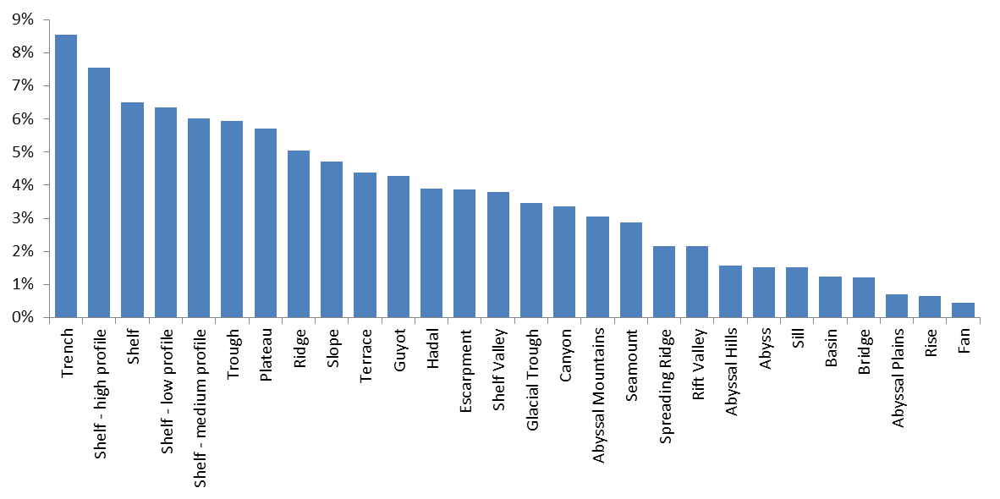 9%
8%
7%
6%
5%
4%
3%
2%
1%
0%
Trench
Shelf - high profile
Shelf
Shelf - low profile
Shelf - medium profile
Trough
Plateau
Ridge
Slope
Terrace
Guyot
Hadal
Escarpment
Shelf Valley
Glacial Trough
Canyon
Abyssal Mountains
Seamount
Spreading Ridge
Rift Valley
Abyssal Hills
Abyss
Sill
Basin
Bridge
Abyssal Plains
Rise
Fan